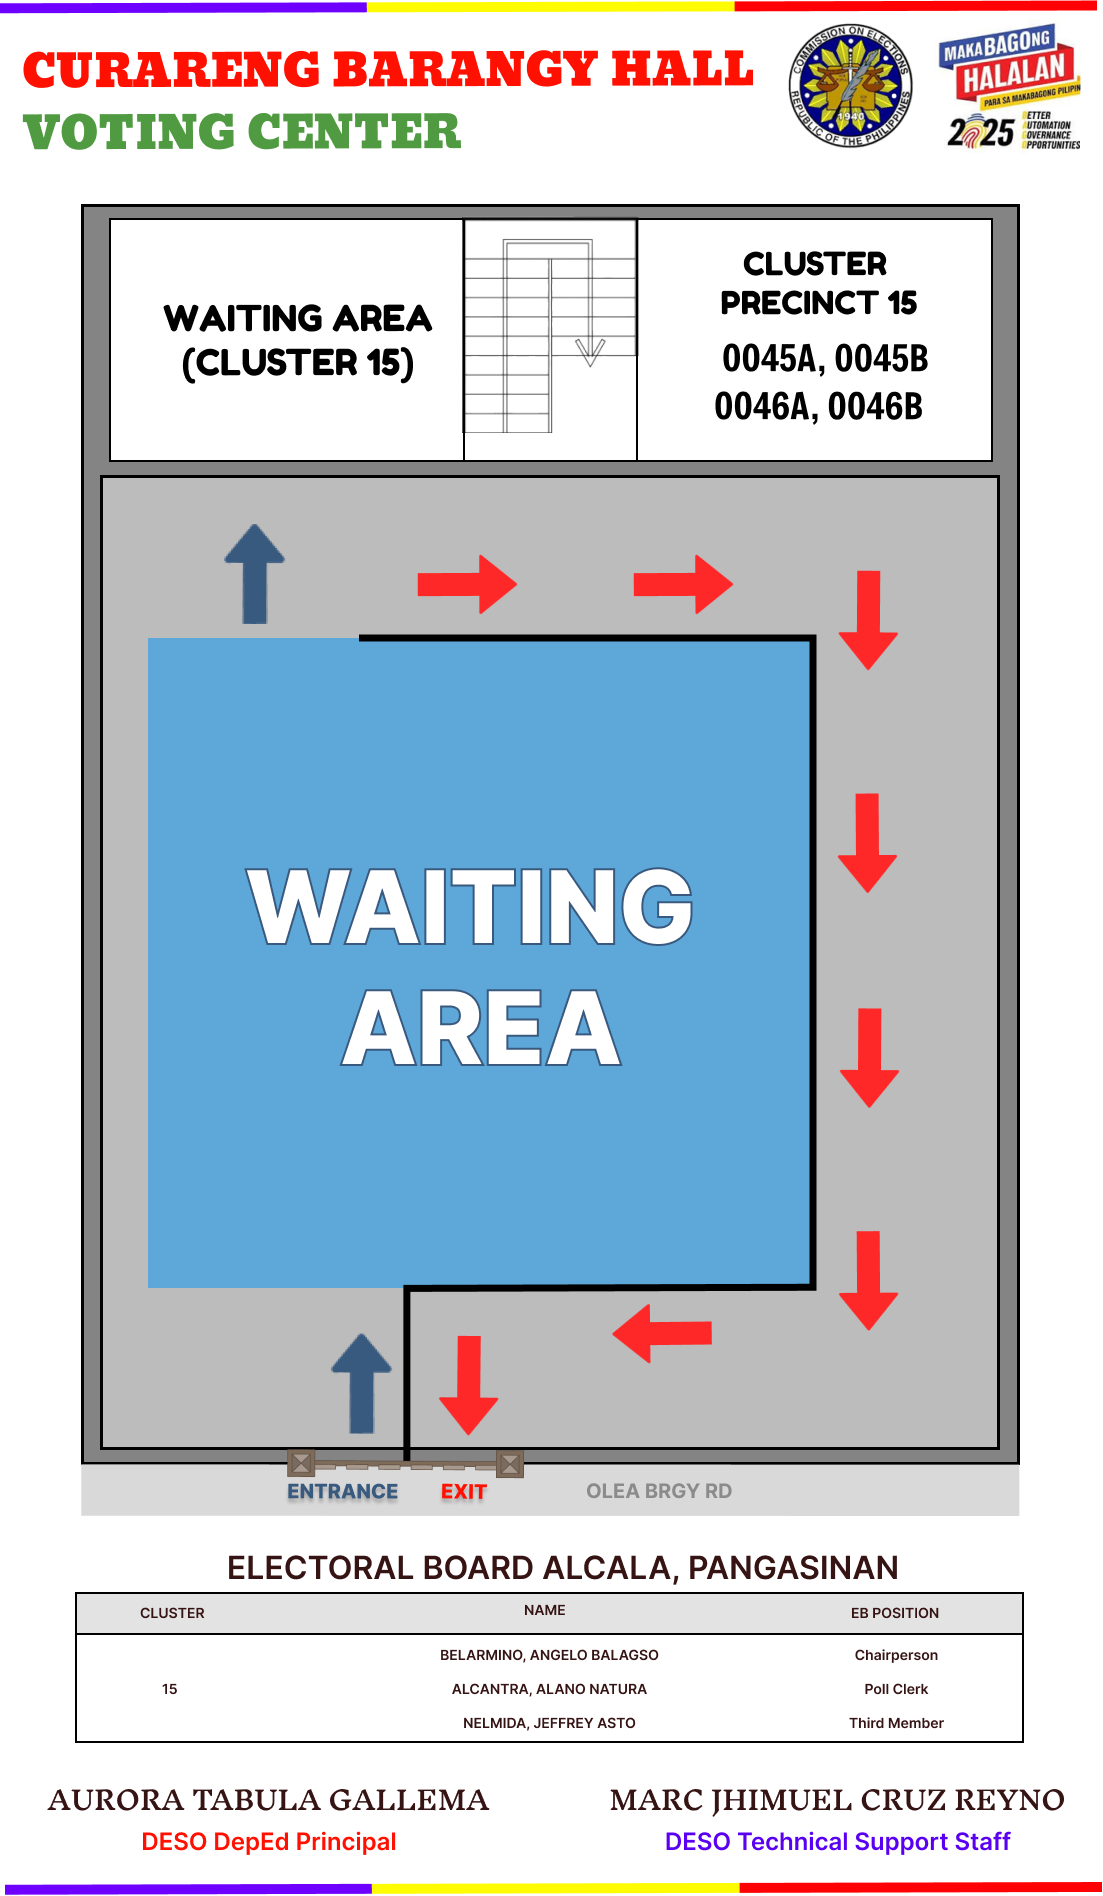 CURARENG BARANGY HALL
VOTING CENTER
COMMISSION ON ELECTIONS
REPUBLIC OF THE PHILIPPINES
1940
MAKABAGONG
HALALAN
PARA SA MAKABAGONG PILIPIN
2025
BETTER
AUTOMATION
GOVERNANCE
OPPORTUNITIES
WAITING AREA
(CLUSTER 15)
CLUSTER
PRECINCT 15
0045A, 0045B
0046A, 0046B
WAITING
AREA
ENTRANCE
EXIT
OLEA BRGY RD
ELECTORAL BOARD ALCALA, PANGASINAN
CLUSTER NAME EB POSITION
BELARMINO, ANGELO BALAGSO Chairperson
15 ALCANTRA, ALANO NATURA Poll Clerk
NELMIDA, JEFFREY ASTO Third Member
AURORA TABULA GALLEMA
DESO DepEd Principal
MARC JHIMUEL CRUZ REYNO
DESO Technical Support Staff